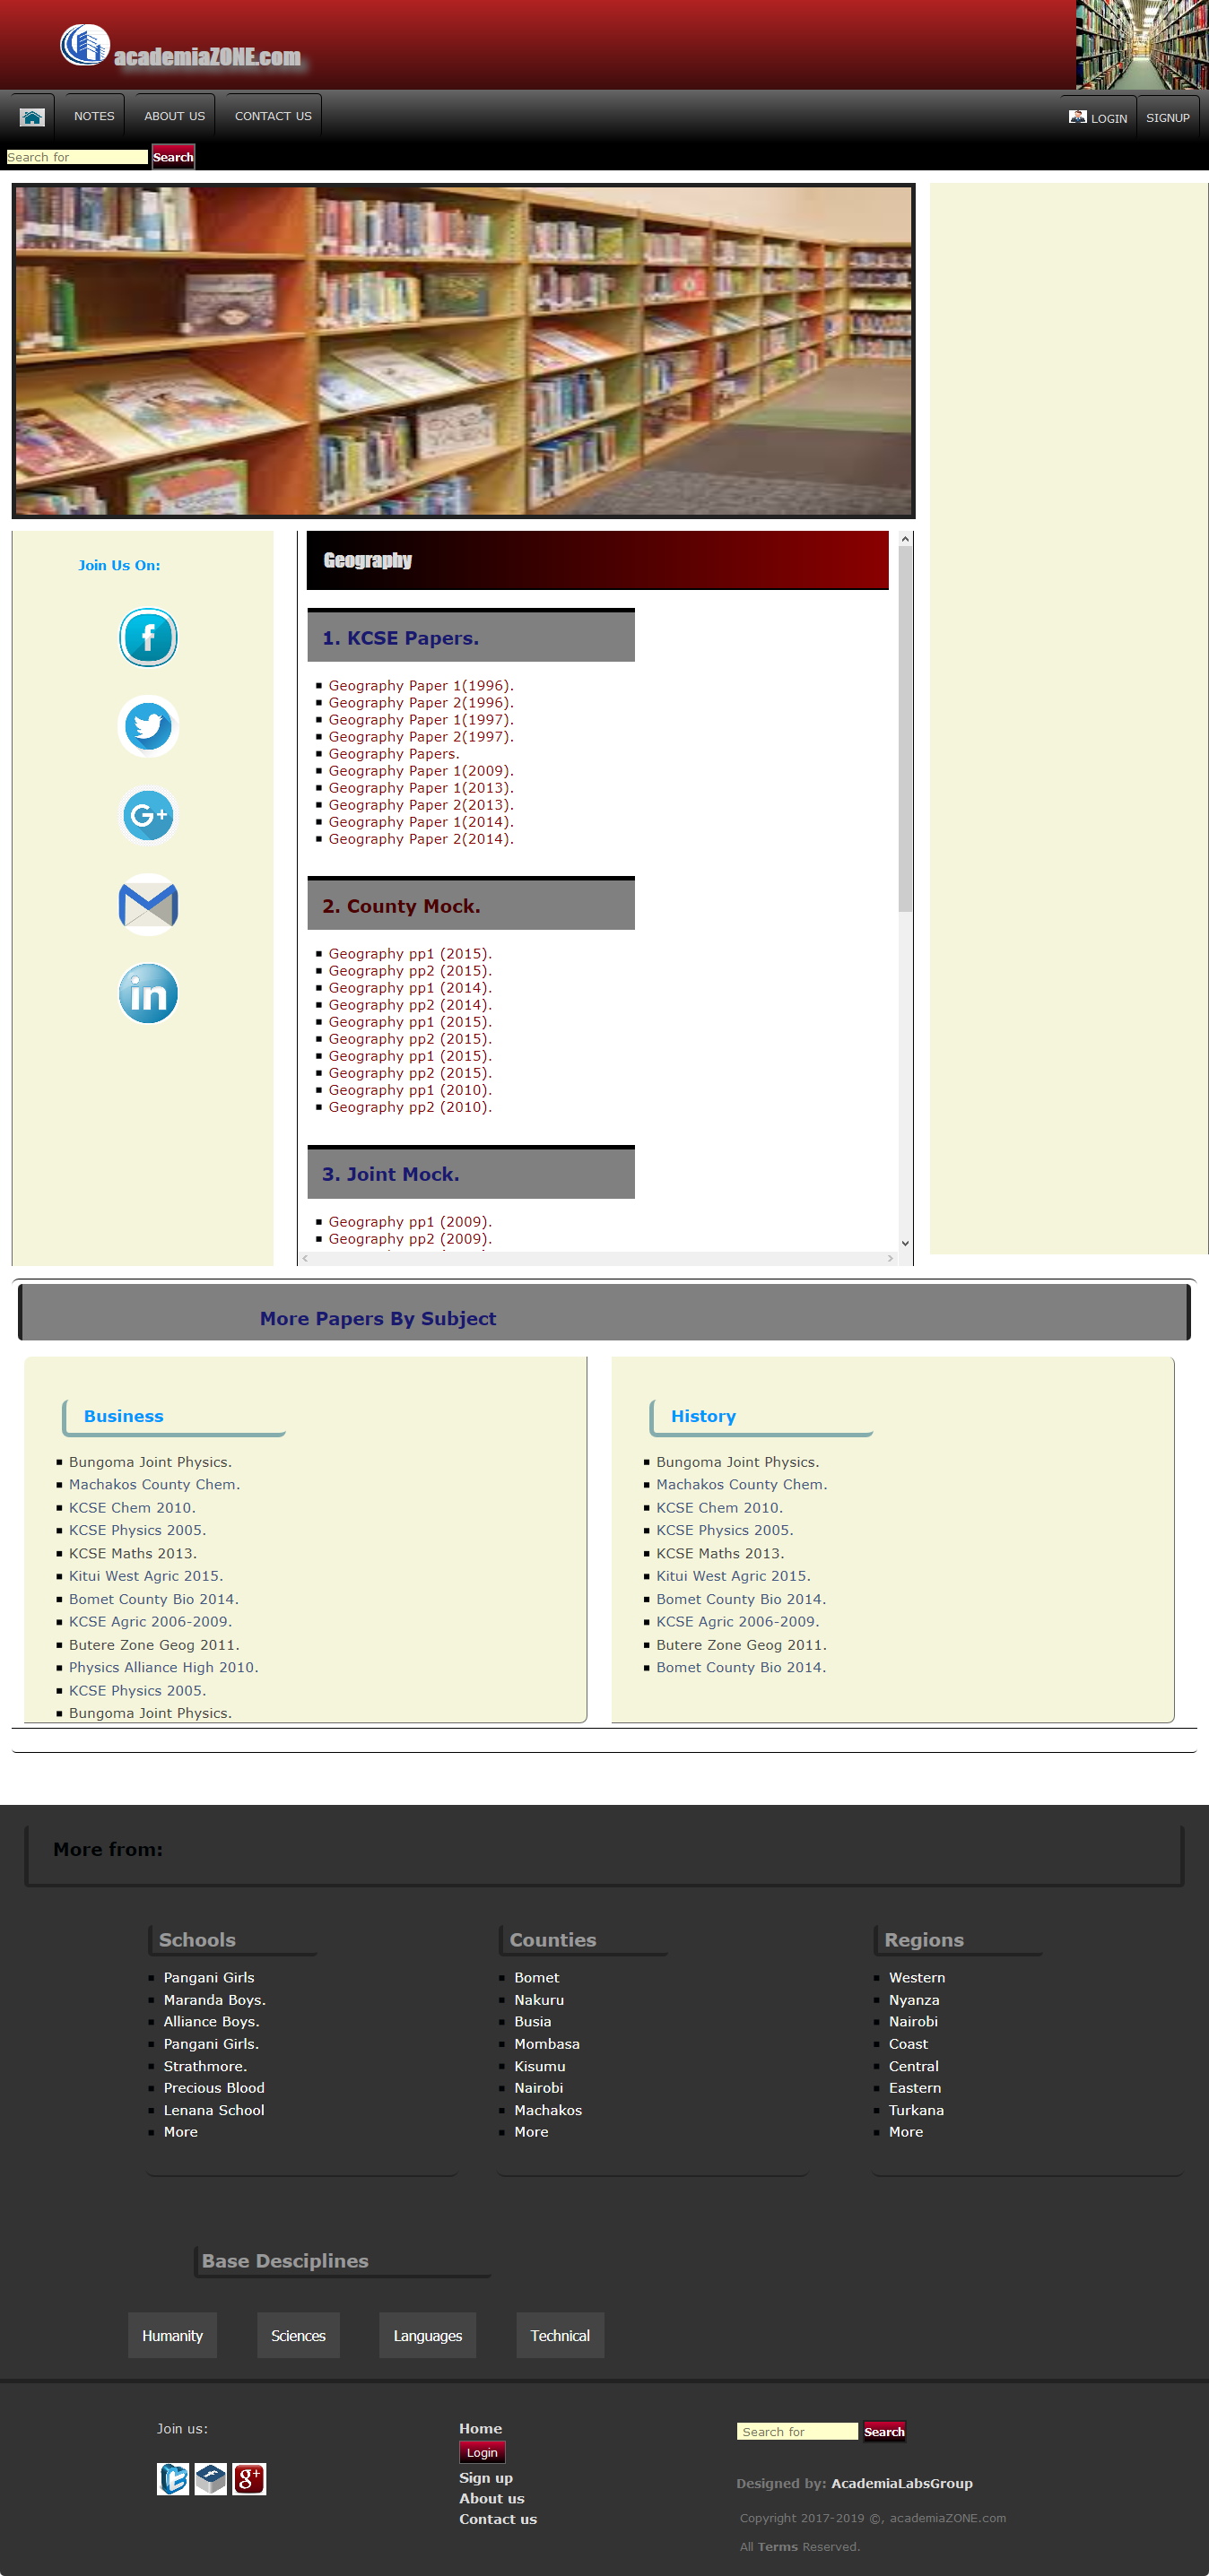 academiaZONE.com
NOTES
ABOUT US
CONTACT US
LOGIN
SIGNUP
Search for
Search
Join Us On:
Geography
1. KCSE Papers.
Geography Paper 1(1996).
Geography Paper 2(1996).
Geography Paper 1(1997).
Geography Paper 2(1997).
Geography Papers.
Geography Paper 1(2009).
Geography Paper 1(2013).
Geography Paper 2(2013).
Geography Paper 1(2014).
Geography Paper 2(2014).
2. County Mock.
Geography pp1 (2015).
Geography pp2 (2015).
Geography pp1 (2014).
Geography pp2 (2014).
Geography pp1 (2015).
Geography pp2 (2015).
Geography pp1 (2015).
Geography pp2 (2015).
Geography pp1 (2010).
Geography pp2 (2010).
3. Joint Mock.
Geography pp1 (2009).
Geography pp2 (2009).
More Papers By Subject
Business
Bungoma Joint Physics.
Machakos County Chem.
KCSE Chem 2010.
KCSE Physics 2005.
KCSE Maths 2013.
Kitui West Agric 2015.
Bomet County Bio 2014.
KCSE Agric 2006-2009.
Butere Zone Geog 2011.
Physics Alliance High 2010.
KCSE Physics 2005.
Bungoma Joint Physics.
History
Bungoma Joint Physics.
Machakos County Chem.
KCSE Chem 2010.
KCSE Physics 2005.
KCSE Maths 2013.
Kitui West Agric 2015.
Bomet County Bio 2014.
KCSE Agric 2006-2009.
Butere Zone Geog 2011.
Bomet County Bio 2014.
More from:
Schools
Pangani Girls
Maranda Boys.
Alliance Boys.
Pangani Girls.
Strathmore.
Precious Blood
Lenana School
More
Counties
Bomet
Nakuru
Busia
Mombasa
Kisumu
Nairobi
Machakos
More
Regions
Western
Nyanza
Nairobi
Coast
Central
Eastern
Turkana
More
Base Desciplines
Humanity
Sciences
Languages
Technical
Join us:
Home
Login
Sign up
About us
Contact us
Search for
Search
Designed by: AcademiaLabsGroup
Copyright 2017-2019 ©, academiaZONE.com
All Terms Reserved.